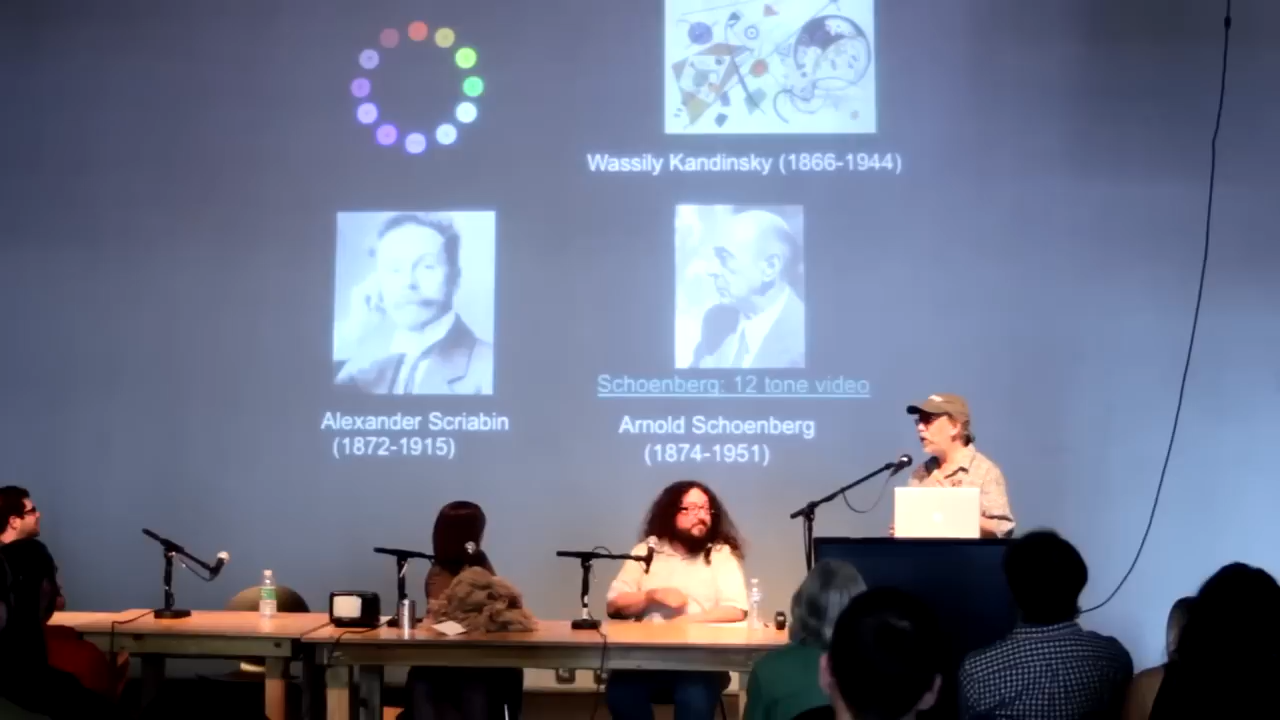 Wassily Kandinsky (1866-1944)
Schoenberg: 12 tone video
Alexander Scriabin
(1872-1915)
Arnold Schoenberg
(1874-1951)